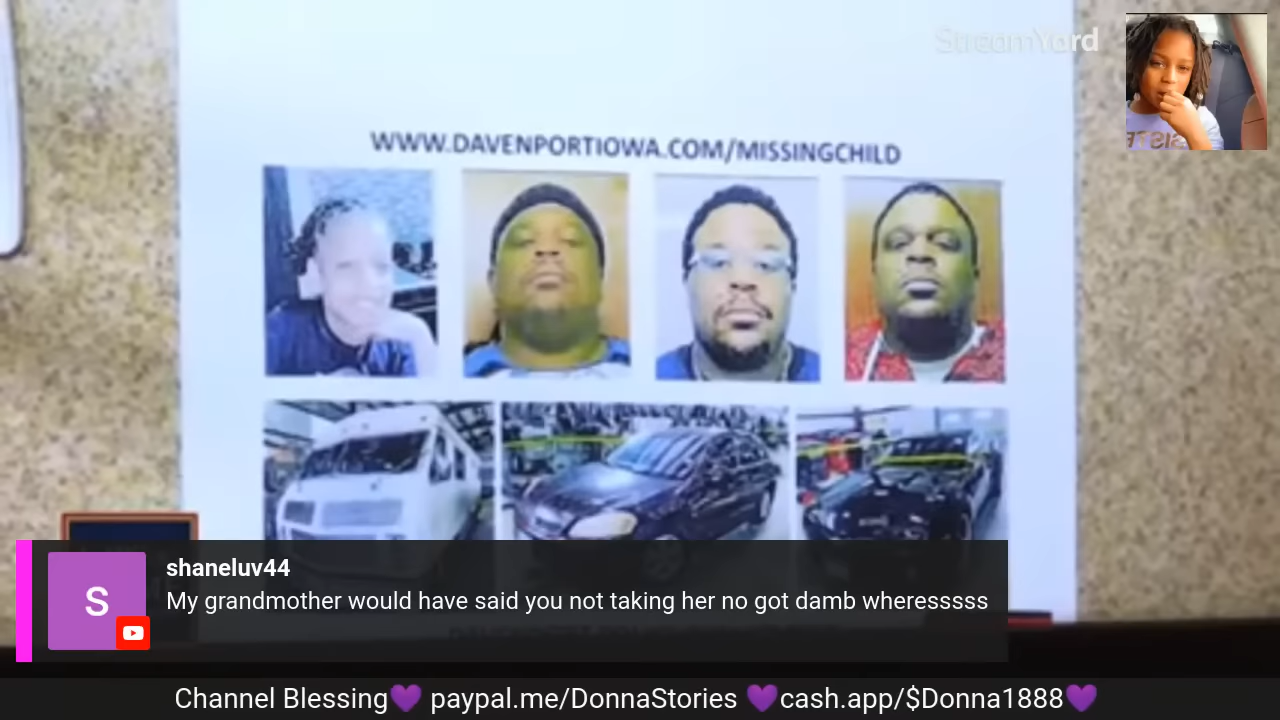 StreamYard
WWW.DAVENPORTIOWA.COM/MISSINGCHILD
S
shaneluv44
My grandmother would have said you not taking her no got damb wheresssss
Channel Blessing💜 paypal.me/DonnaStories 💜cash.app/$Donna1888💜